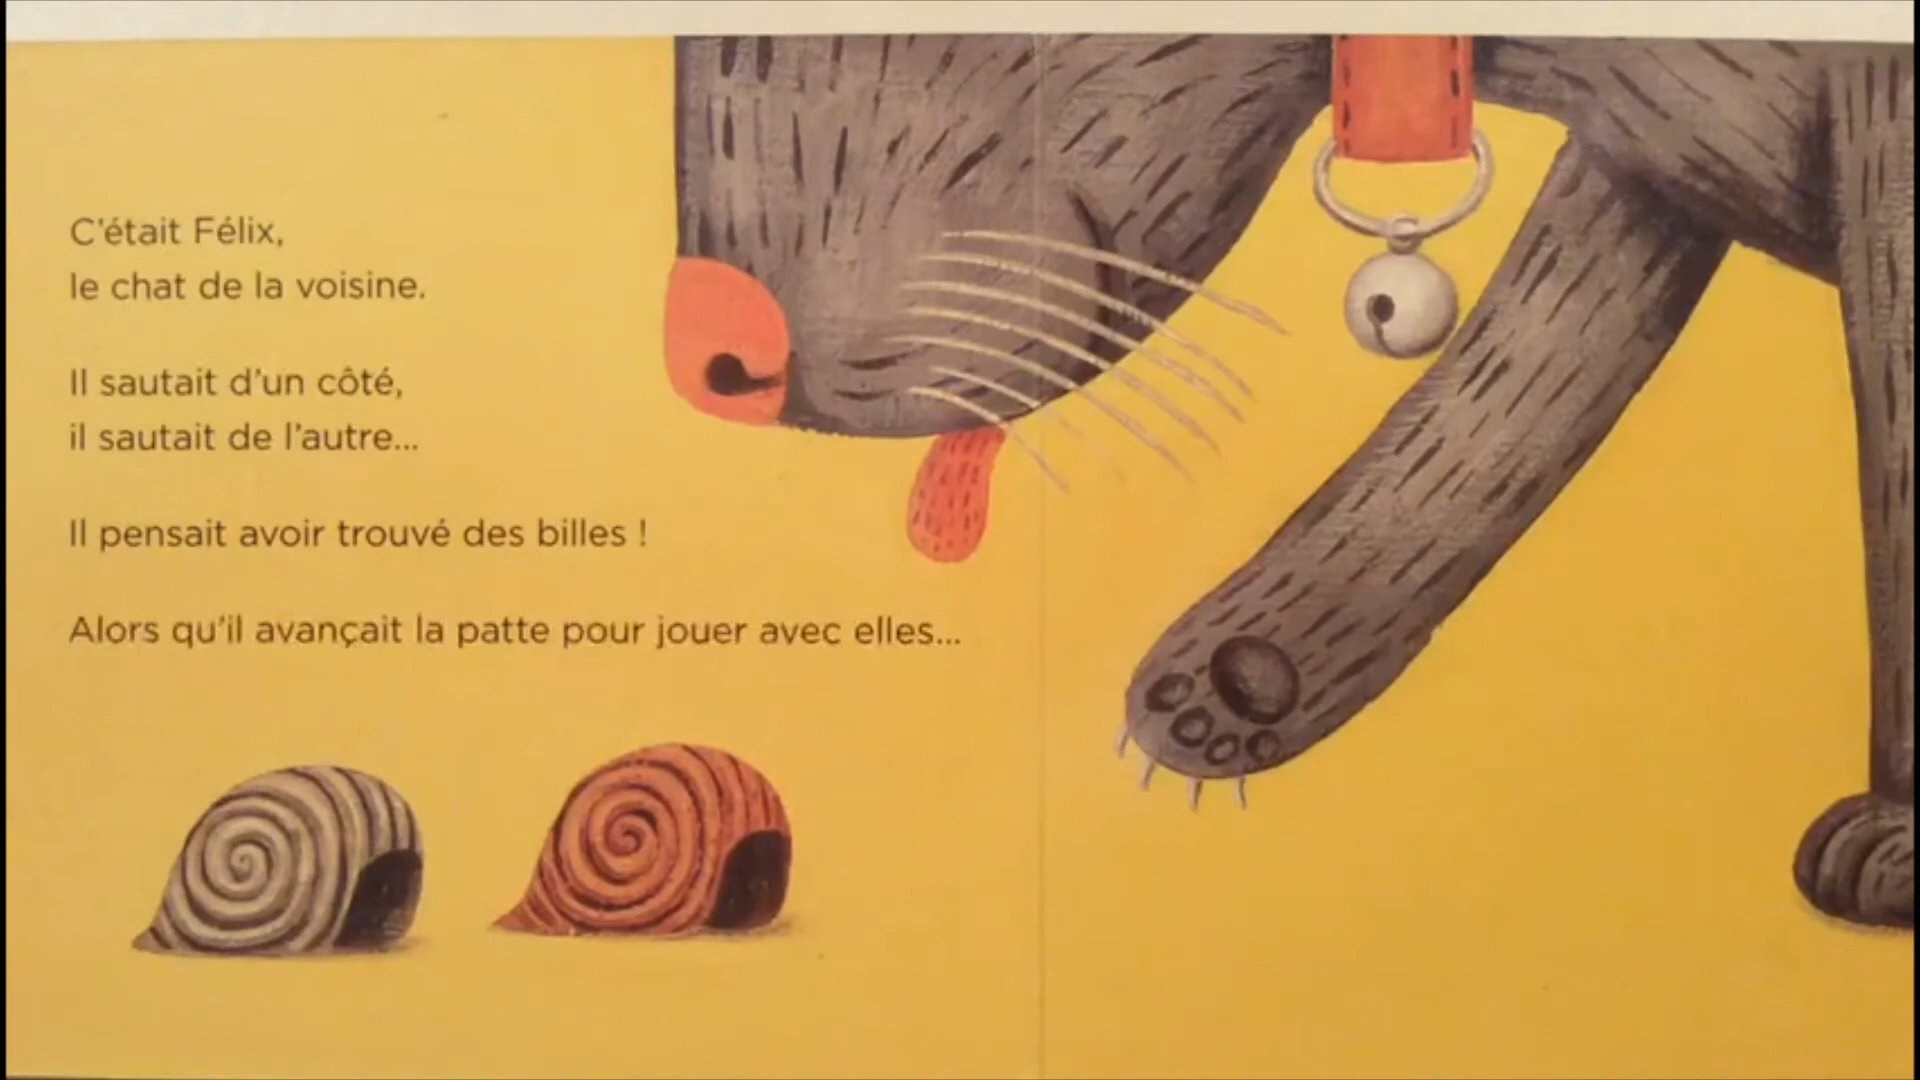 C'était Félix,
le chat de la voisine.
Il sautait d'un côté,
il sautait de l'autre...
Il pensait avoir trouvé des billes !
Alors qu'il avançait la patte pour jouer avec elles...